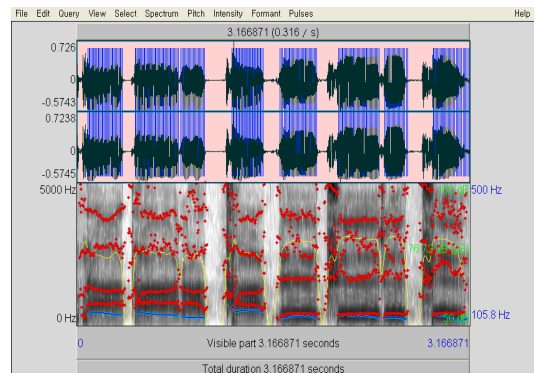 File Edit Query View Select Spectrum Pitch Intensity Formant Pulses Help
3.166871 (0.316 / s)
0.726
0
-0.5743
0.7238
0
-0.5745
5000 Hz
500 Hz
0 Hz
105.8 Hz
0 Visible part 3.166871 seconds 3.166871
Total duration 3.166871 seconds